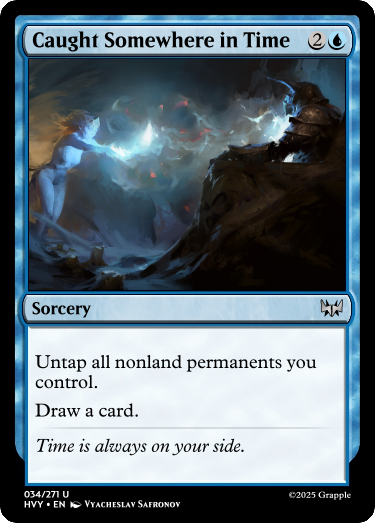 Caught Somewhere in Time 2
Sorcery
Untap all nonland permanents you
control.
Draw a card.
Time is always on your side.
034/271 U
HVY • EN Vyacheslav Safronov
©2025 Grapple